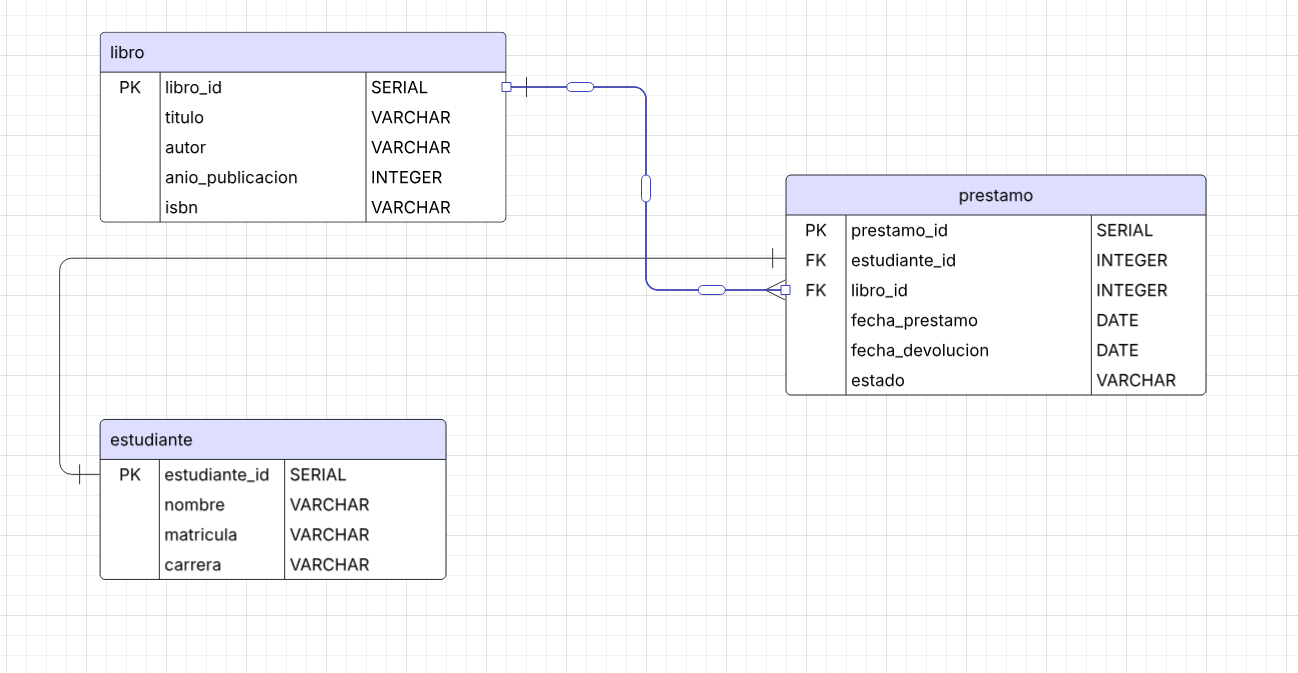 libro
PK libro_id SERIAL
titulo VARCHAR
autor VARCHAR
anio_publicacion INTEGER
isbn VARCHAR
prestamo
PK prestamo_id SERIAL
FK estudiante_id INTEGER
FK libro_id INTEGER
fecha_prestamo DATE
fecha_devolucion DATE
estado VARCHAR
estudiante
PK estudiante_id SERIAL
nombre VARCHAR
matricula VARCHAR
carrera VARCHAR